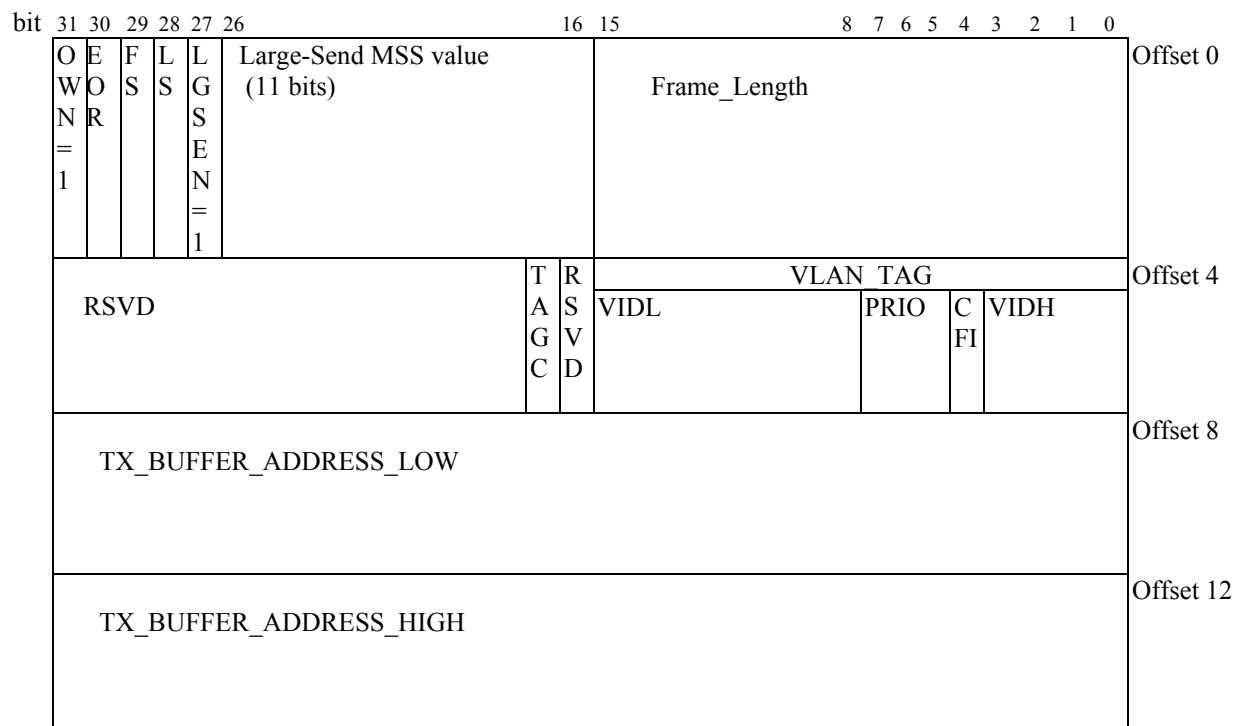 bit 31 30 29 28 27 26 16 15 8 7 6 5 4 3 2 1 0
O E F L L Large-Send MSS value Offset 0
W O S S G (11 bits) Frame_Length
N R S
= E
1 N
=
1
T R VLAN_TAG Offset 4
RSVD A S VIDL PRIO C VIDH
G V FI
C D
Offset 8
TX_BUFFER_ADDRESS_LOW
Offset 12
TX_BUFFER_ADDRESS_HIGH